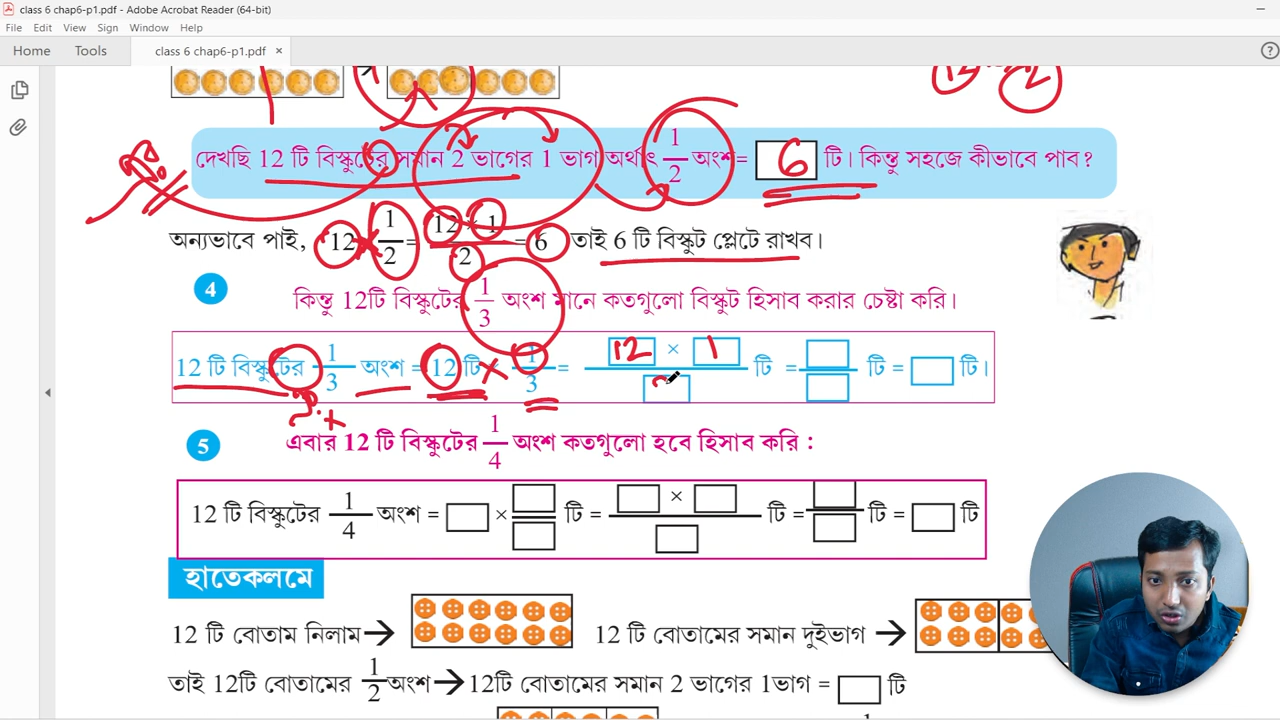 class 6 chap6-p1.pdf - Adobe Acrobat Reader (64-bit)
File Edit View Sign Window Help
Home Tools class 6 chap6-p1.pdf ×
দেখছি 12 টি বিস্কুটের সমান 2 ভাগের 1 ভাগ অর্থাৎ 1/2 অংশ = 6 টি। কিন্তু সহজে কীভাবে পাব?
অন্যভাবে পাই, 12 × 1/2 = 12 × 1/2 = 6 তাই 6 টি বিস্কুট প্লেটে রাখব।
4 কিন্তু 12টি বিস্কুটের 1/3 অংশ মানে কতগুলো বিস্কুট হিসাব করার চেষ্টা করি।
12 টি বিস্কুটের 1/3 অংশ = 12 টি × 1/3 = 12 × 1 টি = টি = টি।
5 এবার 12 টি বিস্কুটের 1/4 অংশ কতগুলো হবে হিসাব করি :
12 টি বিস্কুটের 1/4 অংশ = × টি = × টি = টি = টি
হাতেকলমে
12 টি বোতাম নিলাম→ 12 টি বোতামের সমান দুইভাগ →
তাই 12টি বোতামের 1/2 অংশ →12টি বোতামের সমান 2 ভাগের 1ভাগ = টি